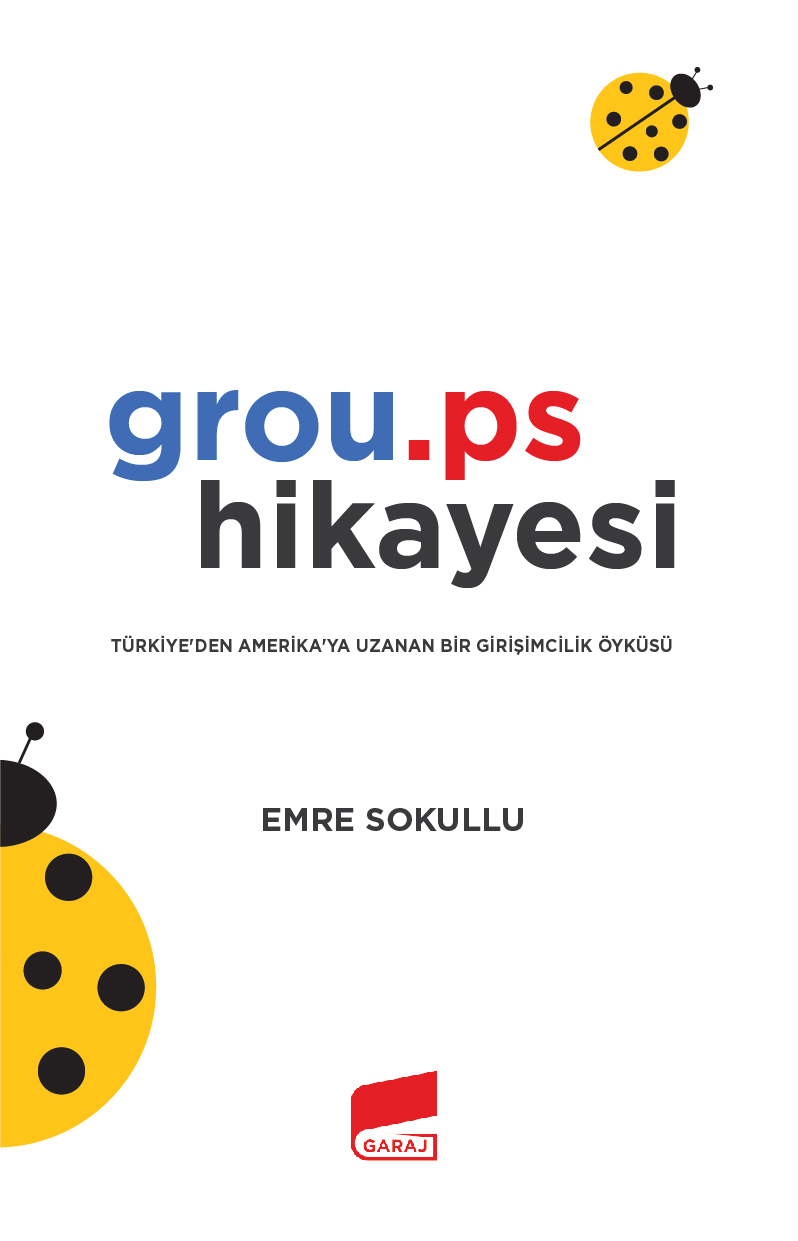 grou.ps
hikayesi
TÜRKİYE'DEN AMERİKA'YA UZANAN BİR GİRİŞİMCİLİK ÖYKÜSÜ
EMRE SOKULLU
GARAJ